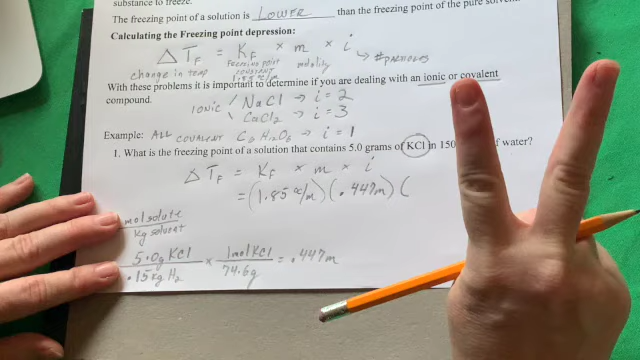 substance to freeze.
The freezing point of a solution is LOWER than the freezing point of the pure solvent.
Calculating the Freezing point depression:
ΔTF = KF × m × i → #PARTICLES
change in temp FREEZING POINT CONSTANT 1.85°C/m molality
With these problems it is important to determine if you are dealing with an ionic or covalent
compound.
IONIC / NaCl → i = 2
\ CaCl2 → i = 3
Example: ALL COVALENT C6H12O6 → i = 1
1. What is the freezing point of a solution that contains 5.0 grams of KCl in 150 of water?
ΔTF = KF × m × i
= (1.85 °C/m)(.447m)(
mol solute
Kg solvent
5.0g KCl × 1mol KCl = .447m
.15kg H2 74.6g